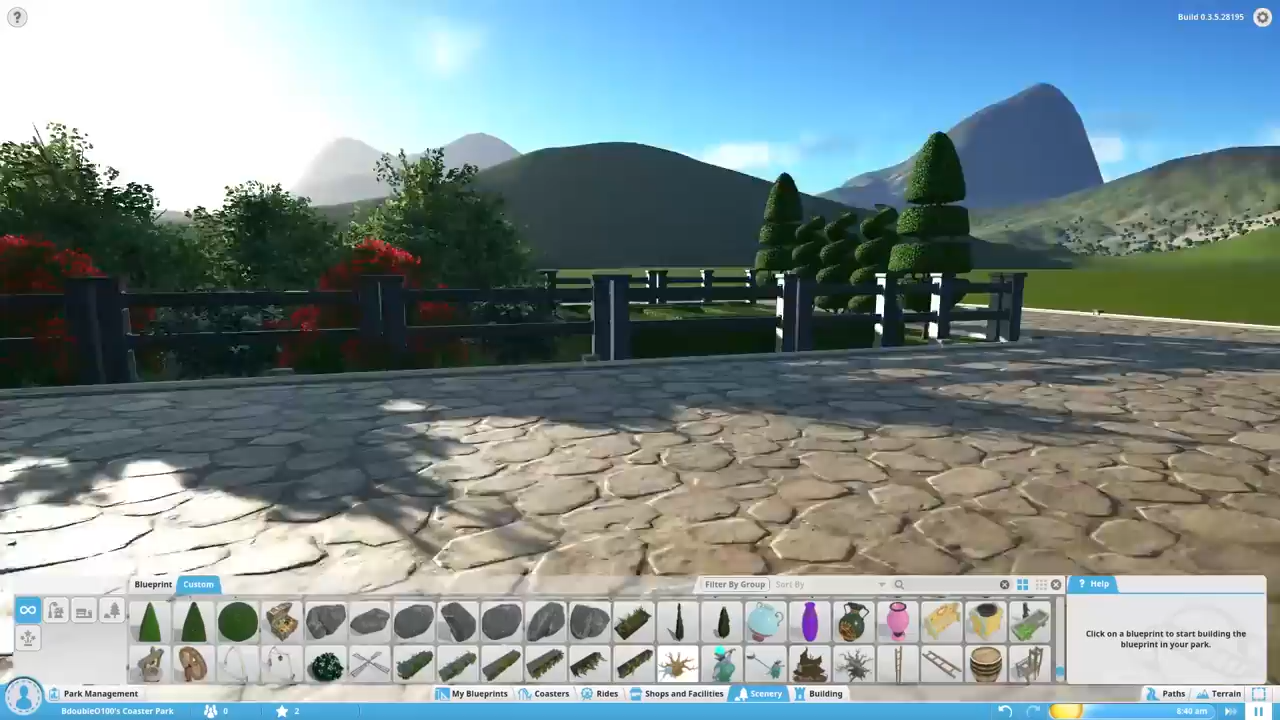 ?
Build 0.3.5.28195
Blueprint Custom
Filter By Group Sort By
? Help
Click on a blueprint to start building the
blueprint in your park.
Park Management
My Blueprints Coasters Rides Shops and Facilities Scenery Building
Paths Terrain
BdoubleO100's Coaster Park
0
2
8:40 am